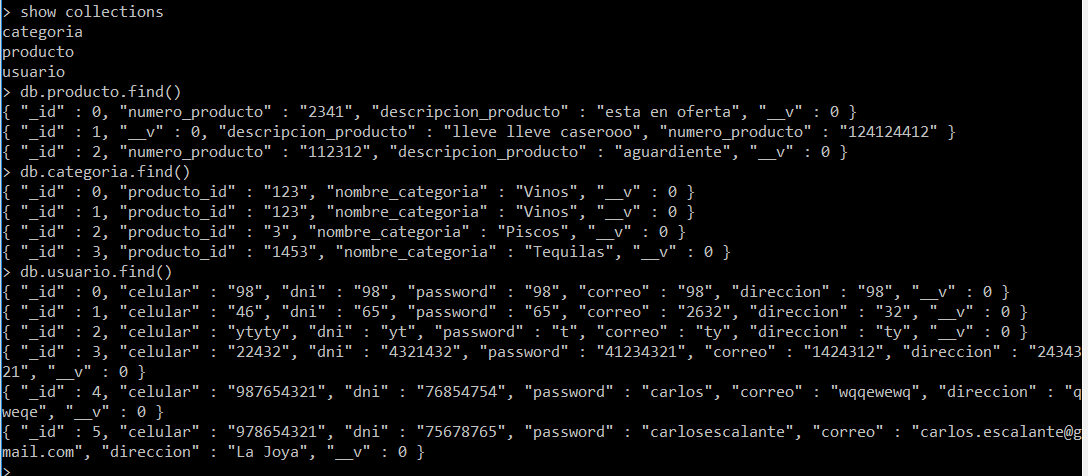 > show collections
categoria
producto
usuario
> db.producto.find()
{ "_id" : 0, "numero_producto" : "2341", "descripcion_producto" : "esta en oferta", "__v" : 0 }
{ "_id" : 1, "__v" : 0, "descripcion_producto" : "lleve lleve caserooo", "numero_producto" : "124124412" }
{ "_id" : 2, "numero_producto" : "112312", "descripcion_producto" : "aguardiente", "__v" : 0 }
> db.categoria.find()
{ "_id" : 0, "producto_id" : "123", "nombre_categoria" : "Vinos", "__v" : 0 }
{ "_id" : 1, "producto_id" : "123", "nombre_categoria" : "Vinos", "__v" : 0 }
{ "_id" : 2, "producto_id" : "3", "nombre_categoria" : "Piscos", "__v" : 0 }
{ "_id" : 3, "producto_id" : "1453", "nombre_categoria" : "Tequilas", "__v" : 0 }
> db.usuario.find()
{ "_id" : 0, "celular" : "98", "dni" : "98", "password" : "98", "correo" : "98", "direccion" : "98", "__v" : 0 }
{ "_id" : 1, "celular" : "46", "dni" : "65", "password" : "65", "correo" : "2632", "direccion" : "32", "__v" : 0 }
{ "_id" : 2, "celular" : "ytyty", "dni" : "yt", "password" : "t", "correo" : "ty", "direccion" : "ty", "__v" : 0 }
{ "_id" : 3, "celular" : "22432", "dni" : "4321432", "password" : "41234321", "correo" : "1424312", "direccion" : "24343
21", "__v" : 0 }
{ "_id" : 4, "celular" : "987654321", "dni" : "76854754", "password" : "carlos", "correo" : "wqqewewq", "direccion" : "q
weqe", "__v" : 0 }
{ "_id" : 5, "celular" : "978654321", "dni" : "75678765", "password" : "carlosescalante", "correo" : "carlos.escalante@g
mail.com", "direccion" : "La Joya", "__v" : 0 }
>